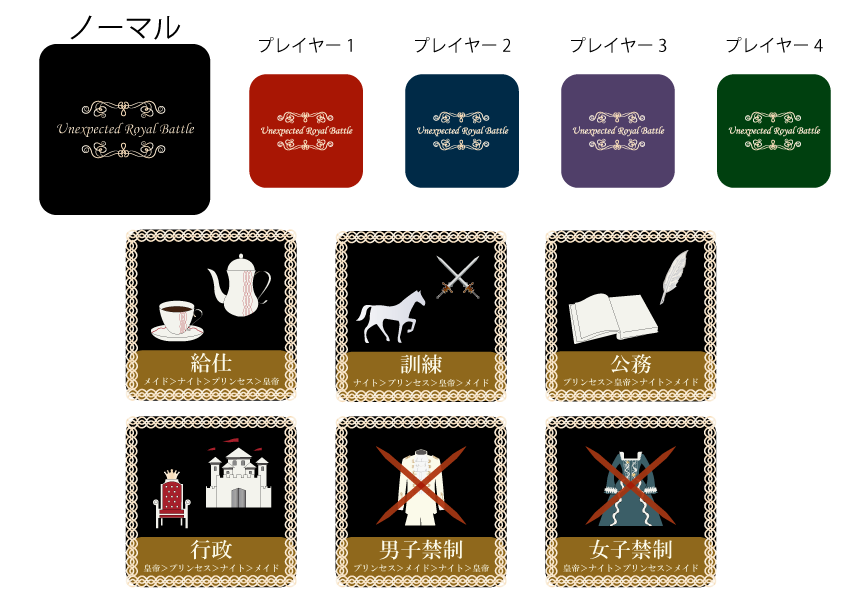 ノーマル
プレイヤー 1
プレイヤー 2
プレイヤー 3
プレイヤー 4
Unexpected Royal Battle
Unexpected Royal Battle
Unexpected Royal Battle
Unexpected Royal Battle
Unexpected Royal Battle
給仕
メイド>ナイト>プリンセス>皇帝
訓練
ナイト>プリンセス>皇帝>メイド
公務
プリンセス>皇帝>ナイト>メイド
行政
皇帝>プリンセス>ナイト>メイド
男子禁制
プリンセス>メイド>ナイト>皇帝
女子禁制
皇帝>ナイト>プリンセス>メイド